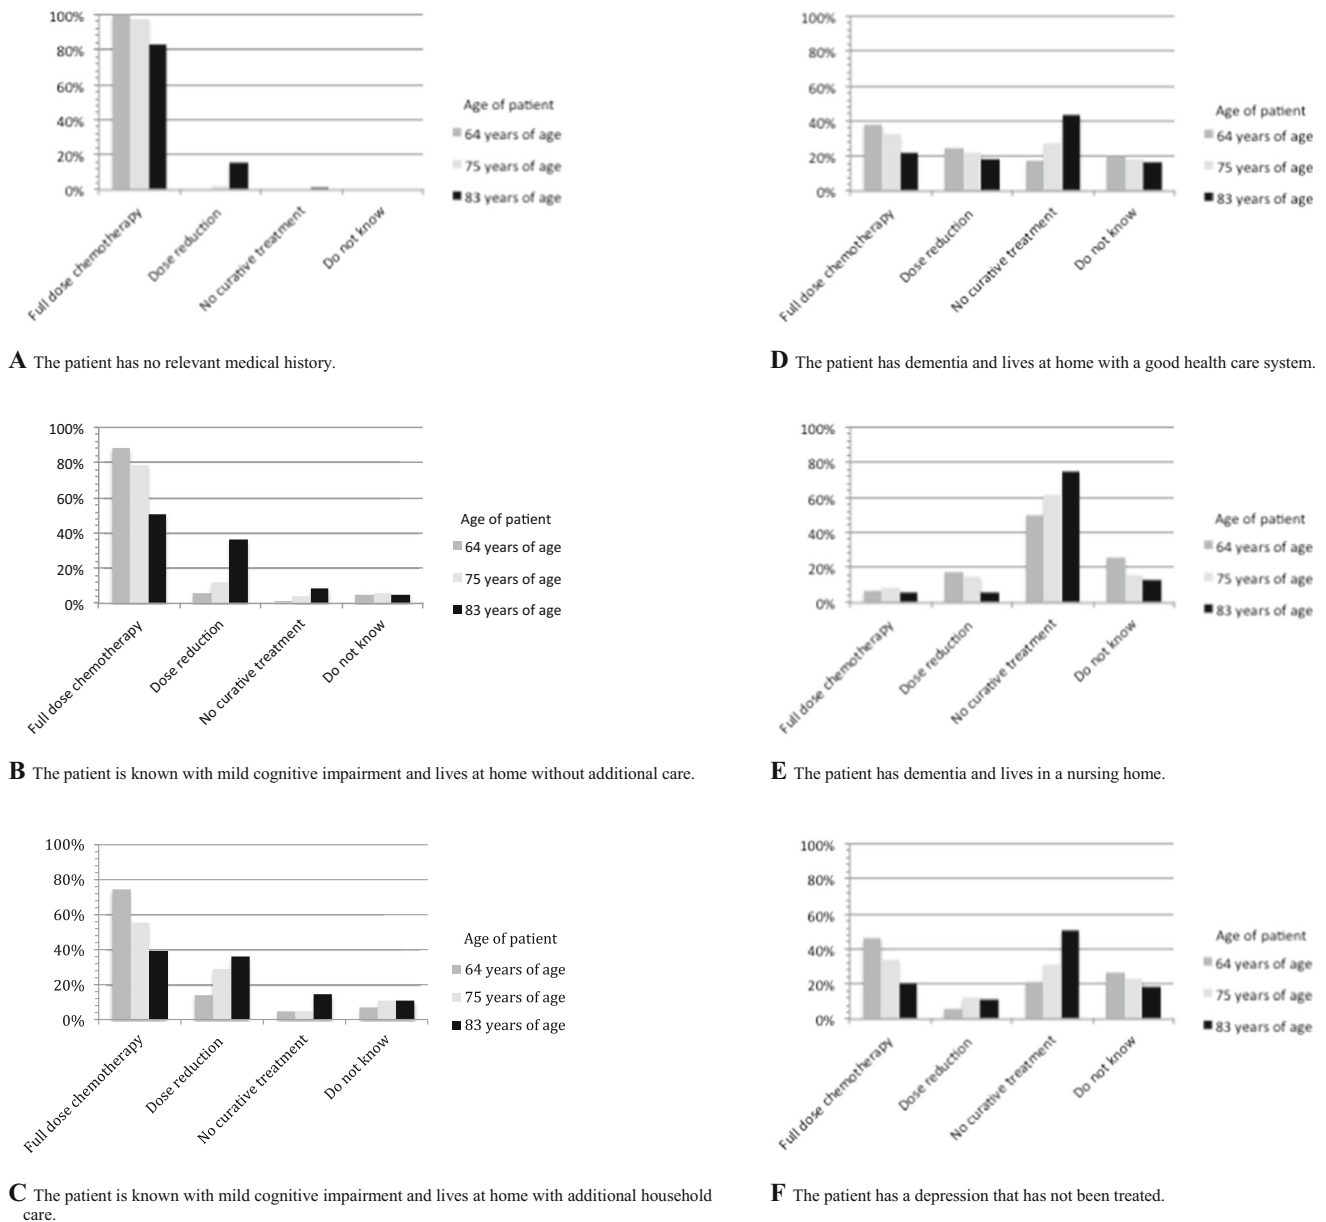 100%
80%
60%
40%
20%
0%
Age of patient
64 years of age
75 years of age
83 years of age
Full dose chemotherapy
Dose reduction
No curative treatment
Do not know
A The patient has no relevant medical history.
100%
80%
60%
40%
20%
0%
Age of patient
64 years of age
75 years of age
83 years of age
Full dose chemotherapy
Dose reduction
No curative treatment
Do not know
B The patient is known with mild cognitive impairment and lives at home without additional care.
100%
80%
60%
40%
20%
0%
Age of patient
64 years of age
75 years of age
83 years of age
Full dose chemotherapy
Dose reduction
No curative treatment
Do not know
C The patient is known with mild cognitive impairment and lives at home with additional household
care.
100%
80%
60%
40%
20%
0%
Age of patient
64 years of age
75 years of age
83 years of age
Full dose chemotherapy
Dose reduction
No curative treatment
Do not know
D The patient has dementia and lives at home with a good health care system.
100%
80%
60%
40%
20%
0%
Age of patient
64 years of age
75 years of age
83 years of age
Full dose chemotherapy
Dose reduction
No curative treatment
Do not know
E The patient has dementia and lives in a nursing home.
100%
80%
60%
40%
20%
0%
Age of patient
64 years of age
75 years of age
83 years of age
Full dose chemotherapy
Dose reduction
No curative treatment
Do not know
F The patient has a depression that has not been treated.